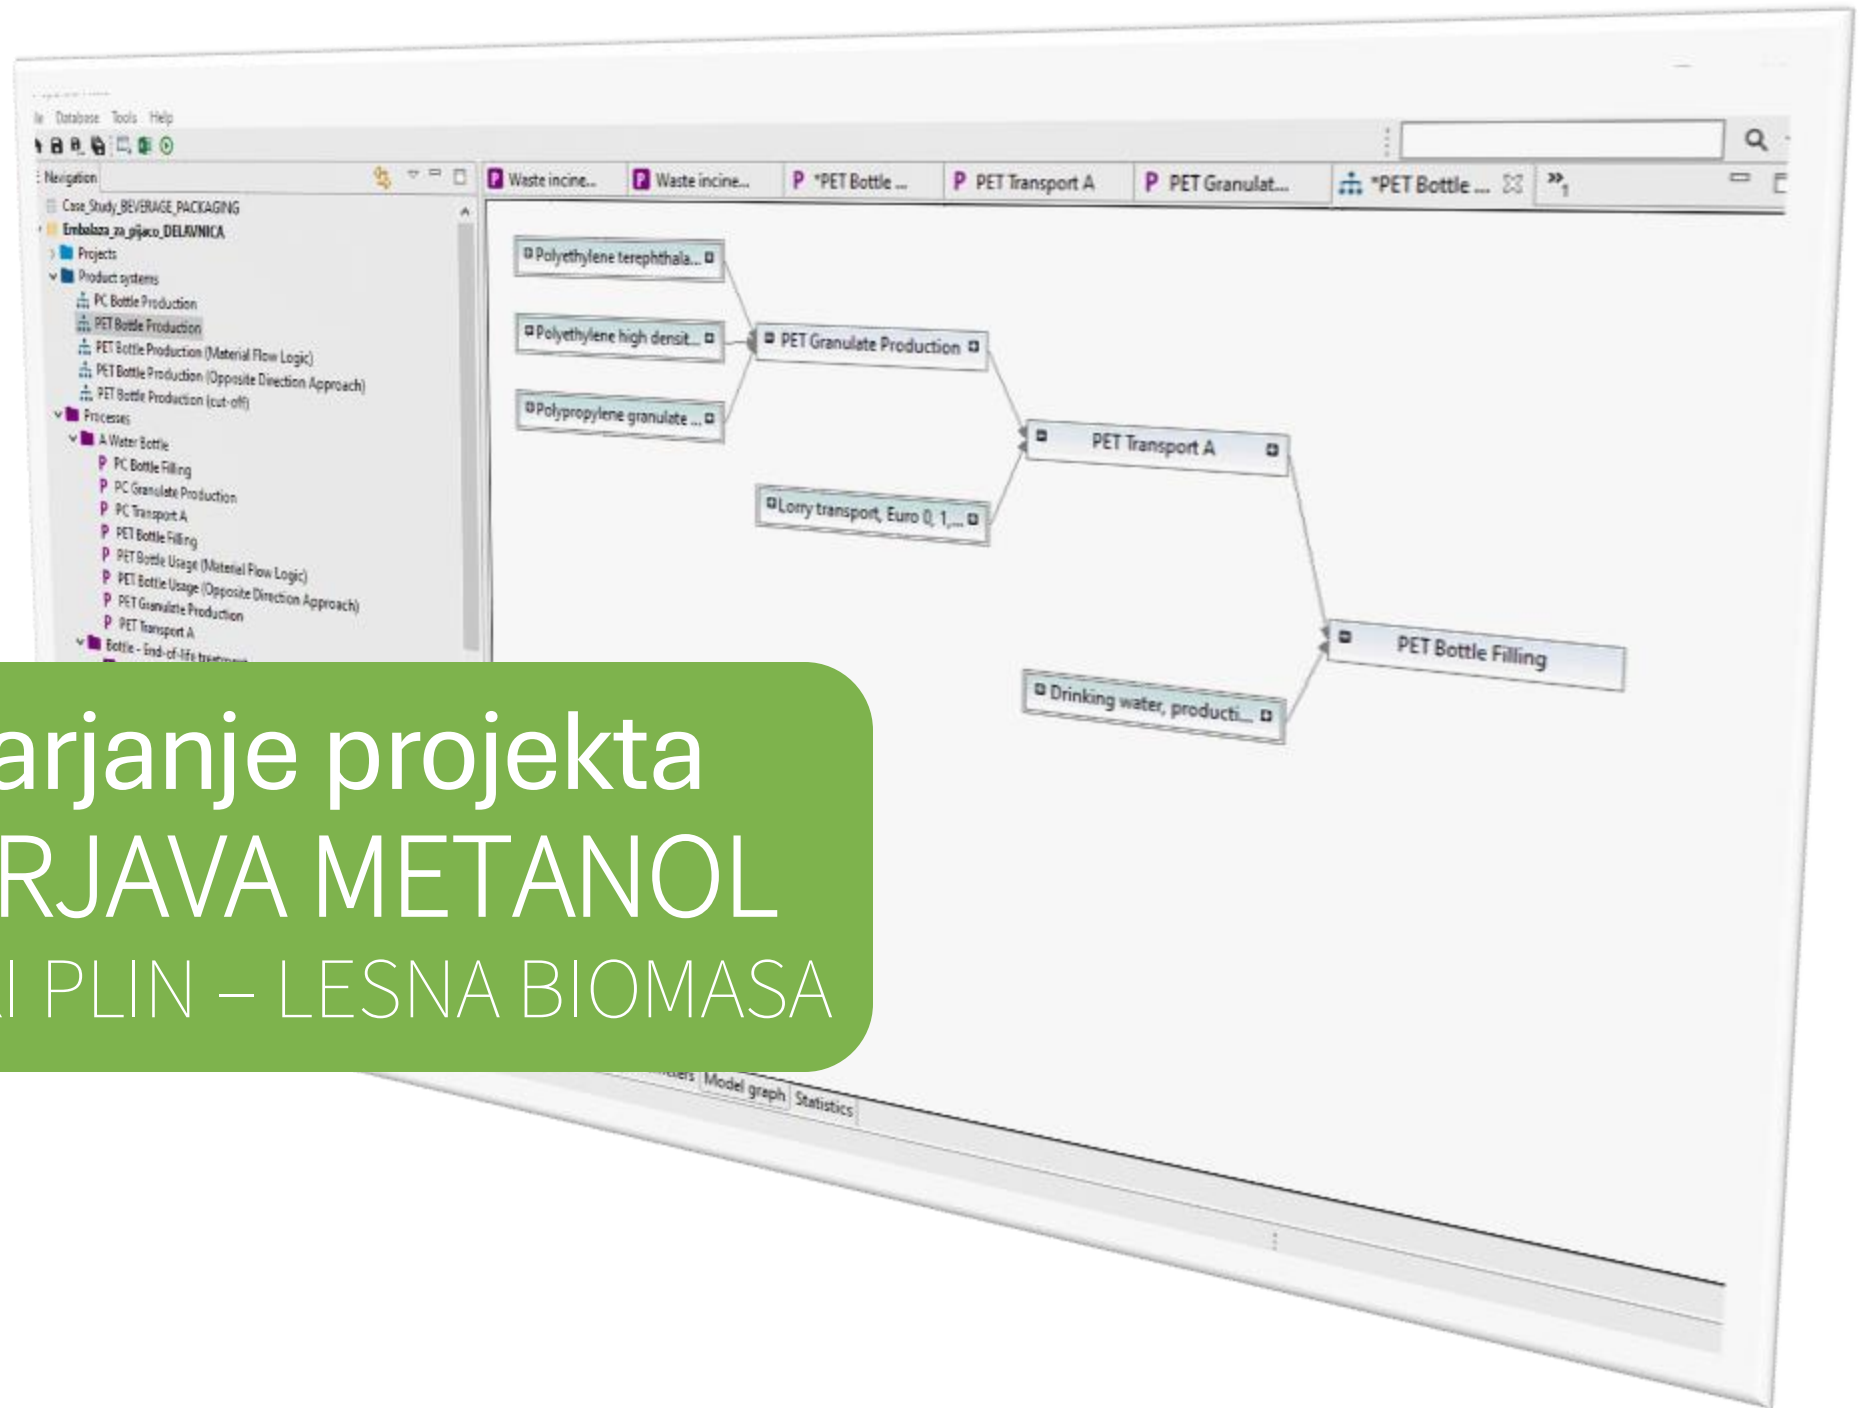 Database Tools Help
Navigation
Waste incine...
Waste incine...
P *PET Bottle ...
P PET Transport A
P PET Granulat...
*PET Bottle ...
»1
Case_Study_BEVERAGE_PACKAGING
Embalaza_za_pijaco_DELAVNICA
Projects
Product systems
PC Bottle Production
PET Bottle Production
PET Bottle Production (Material Flow Logic)
PET Bottle Production (Opposite Direction Approach)
PET Bottle Production (cut-off)
Processes
A Water Bottle
P PC Bottle Filling
P PC Granulate Production
P PC Transport A
P PET Bottle Filling
P PET Bottle Usage (Material Flow Logic)
P PET Bottle Usage (Opposite Direction Approach)
P PET Granulate Production
P PET Transport A
Bottle - End-of-life
Polyethylene terephthala...
Polyethylene high densit...
Polypropylene granulate ...
PET Granulate Production
Lorry transport, Euro 0, 1,...
PET Transport A
Drinking water, producti...
PET Bottle Filling
arjanje projekta
RJAVA METANOL
I PLIN – LESNA BIOMASA
Model graph
Statistics